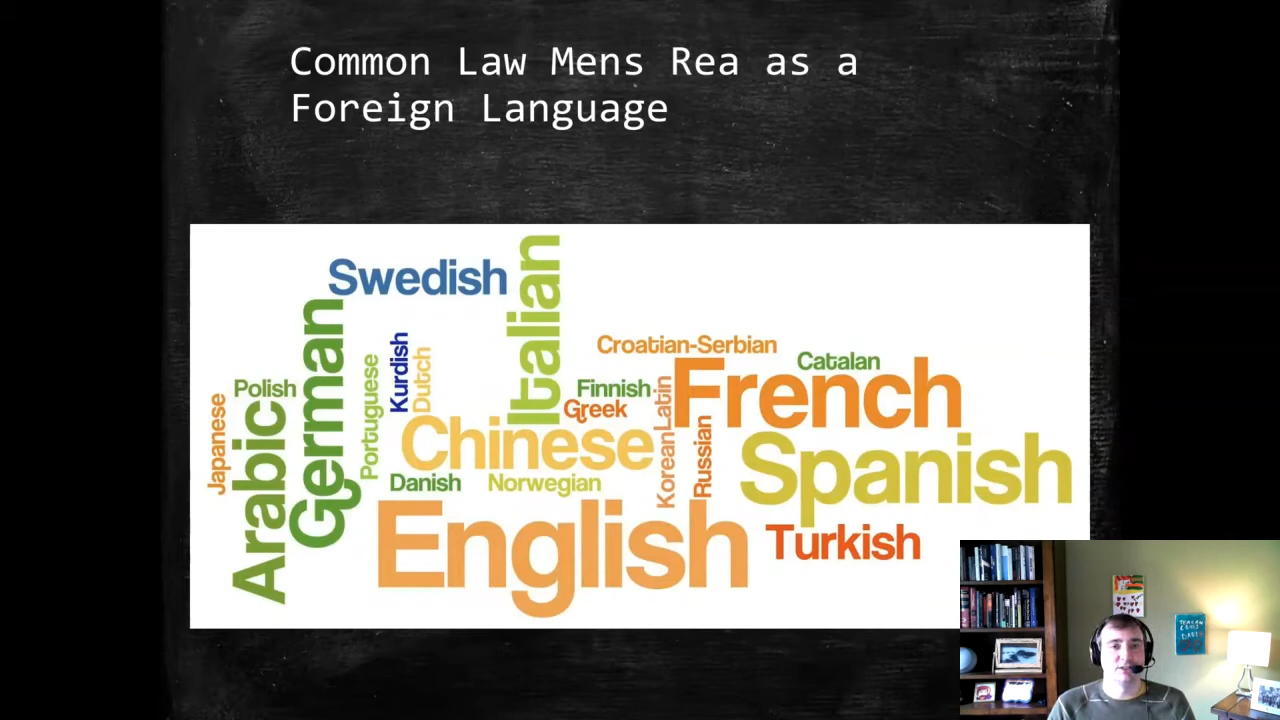 Common Law Mens Rea as a
Foreign Language
Swedish
Italian
German
Croatian-Serbian
Kurdish
Dutch
Portuguese
Catalan
French
Polish
Finnish
Latin
Greek
Japanese
Arabic
Chinese
Korean
Russian
Spanish
Danish
Norwegian
English
Turkish